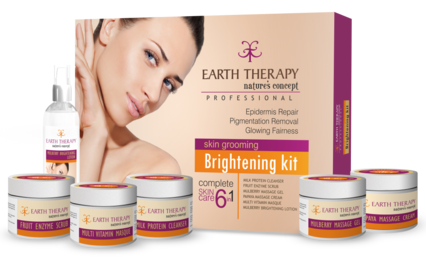 EARTH THERAPY
nature's concept
PROFESSIONAL
Epidermis Repair
Pigmentation Removal
Glowing Fairness
skin grooming
Brightening kit
complete
SKIN
care
6 in 1
MILK PROTEIN CLEANSER
FRUIT ENZYME SCRUB
MULBERRY MASSAGE GEL
PAPAYA MASSAGE CREAM
MULTI VITAMIN MASQUE
MULBERRY BRIGHTENING LOTION
EARTH THERAPY
EARTH THERAPY
FRUIT ENZYME SCRUB
EARTH THERAPY
MULTI VITAMIN MASQUE
EARTH THERAPY
MILK PROTEIN CLEANSER
EARTH THERAPY
MULBERRY MASSAGE GEL
EARTH THERAPY
PAPAYA MASSAGE CREAM